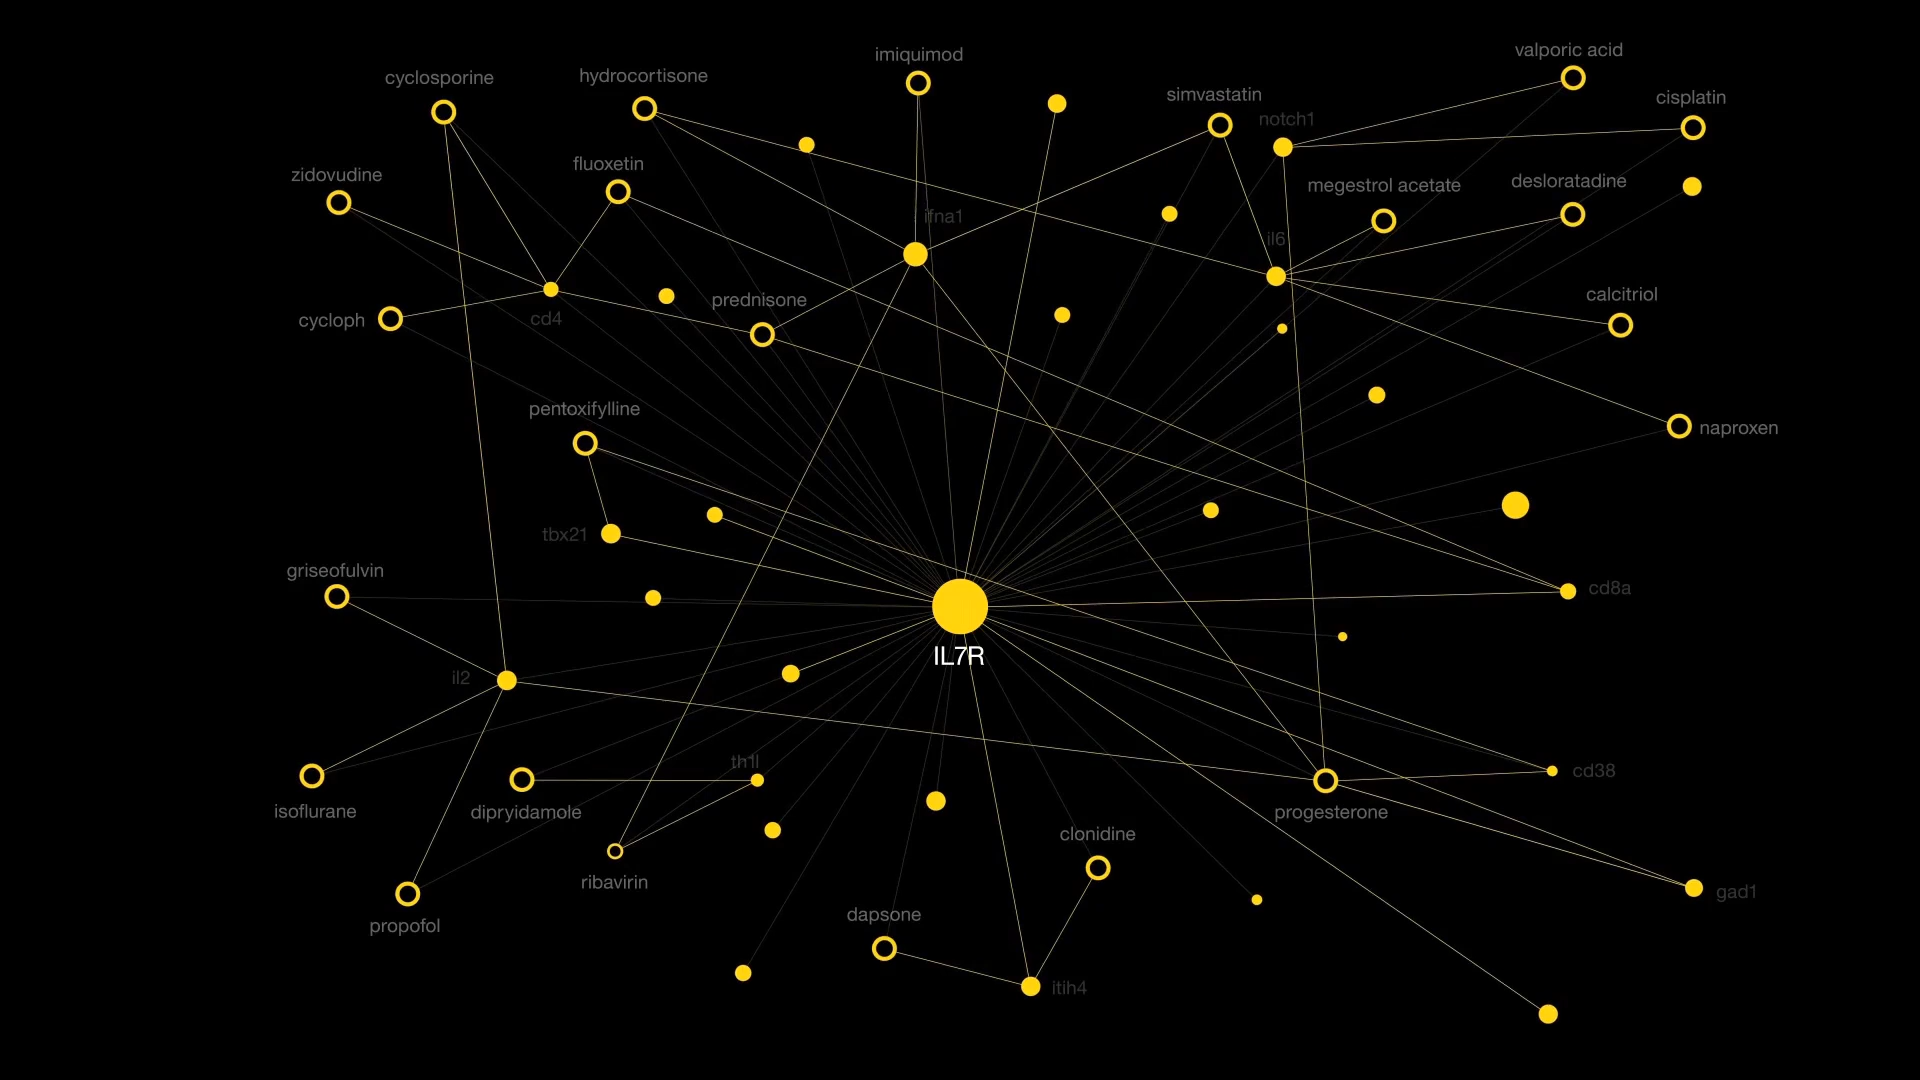 imiquimod
valporic acid
cyclosporine
hydrocortisone
simvastatin
cisplatin
notch1
fluoxetin
zidovudine
megestrol acetate
desloratadine
ifna1
il6
prednisone
calcitriol
cycloph
cd4
pentoxifylline
naproxen
tbx21
griseofulvin
cd8a
IL7R
il2
th1l
cd38
isoflurane
dipryidamole
progesterone
clonidine
ribavirin
gad1
dapsone
propofol
itih4